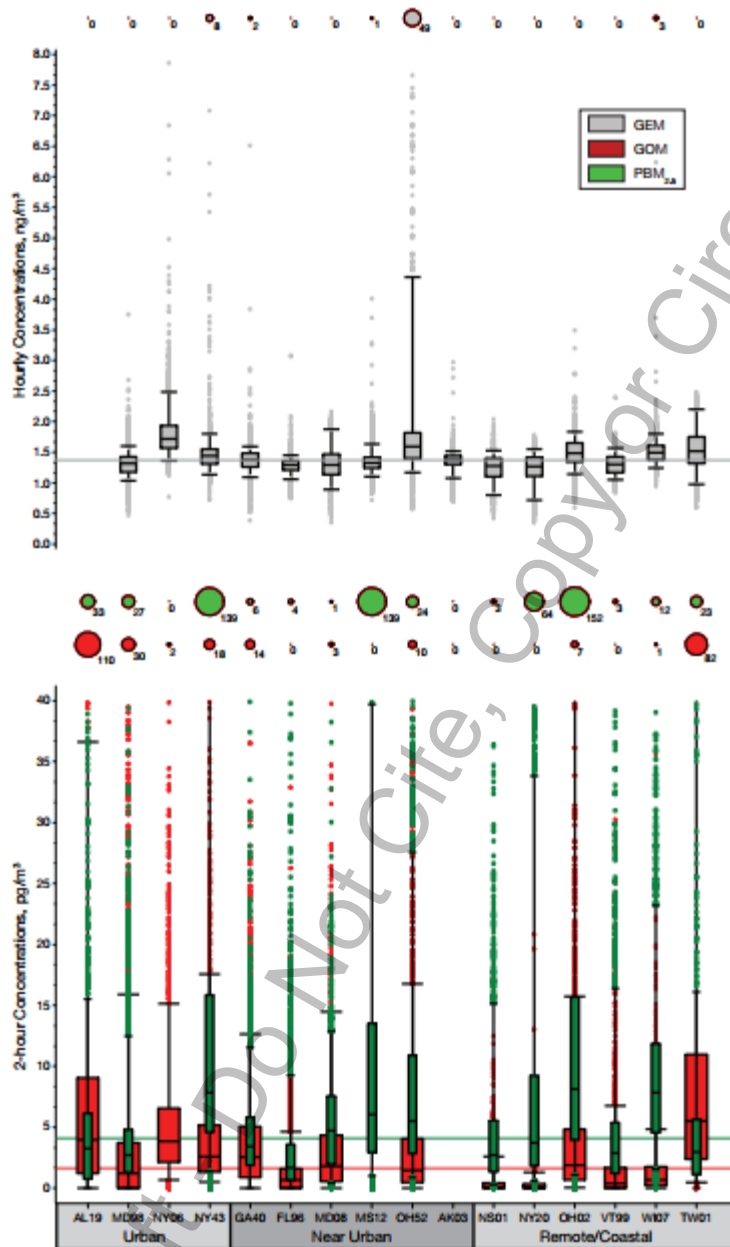 0 0 0 8 2 0 0 1 49 0 0 0 0 0 3 0
8.0
7.5
7.0
6.5
6.0
5.5
5.0
4.5
4.0
3.5
3.0
2.5
2.0
1.5
1.0
0.5
0.0
Hourly Concentrations, ng/m³
GEM
GOM
PBM2.5
33 27 0 139 6 4 1 139 24 0 3 64 152 3 12 23
110 30 2 18 14 0 3 0 10 0 0 0 7 0 1 82
40
35
30
25
20
15
10
5
0
2-hour Concentrations, pg/m³
AL19 MD98 NY06 NY43 GA40 FL96 MD08 MS12 OH52 AK03 NS01 NY20 OH02 VT99 WI07 TW01
Urban Near Urban Remote/Coastal
Do Not Cite, Copy or Circ